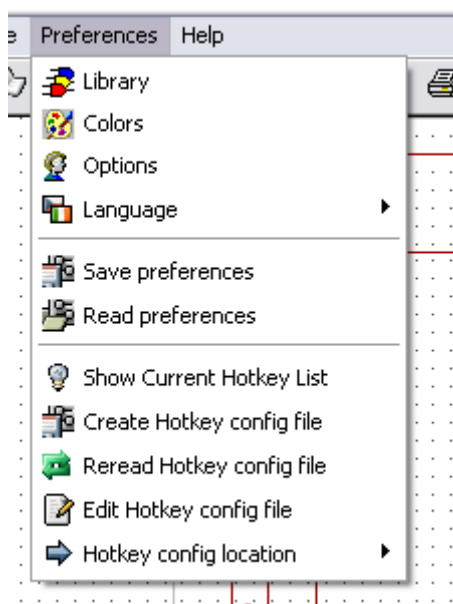 Preferences Help
Library
Colors
Options
Language
Save preferences
Read preferences
Show Current Hotkey List
Create Hotkey config file
Reread Hotkey config file
Edit Hotkey config file
Hotkey config location